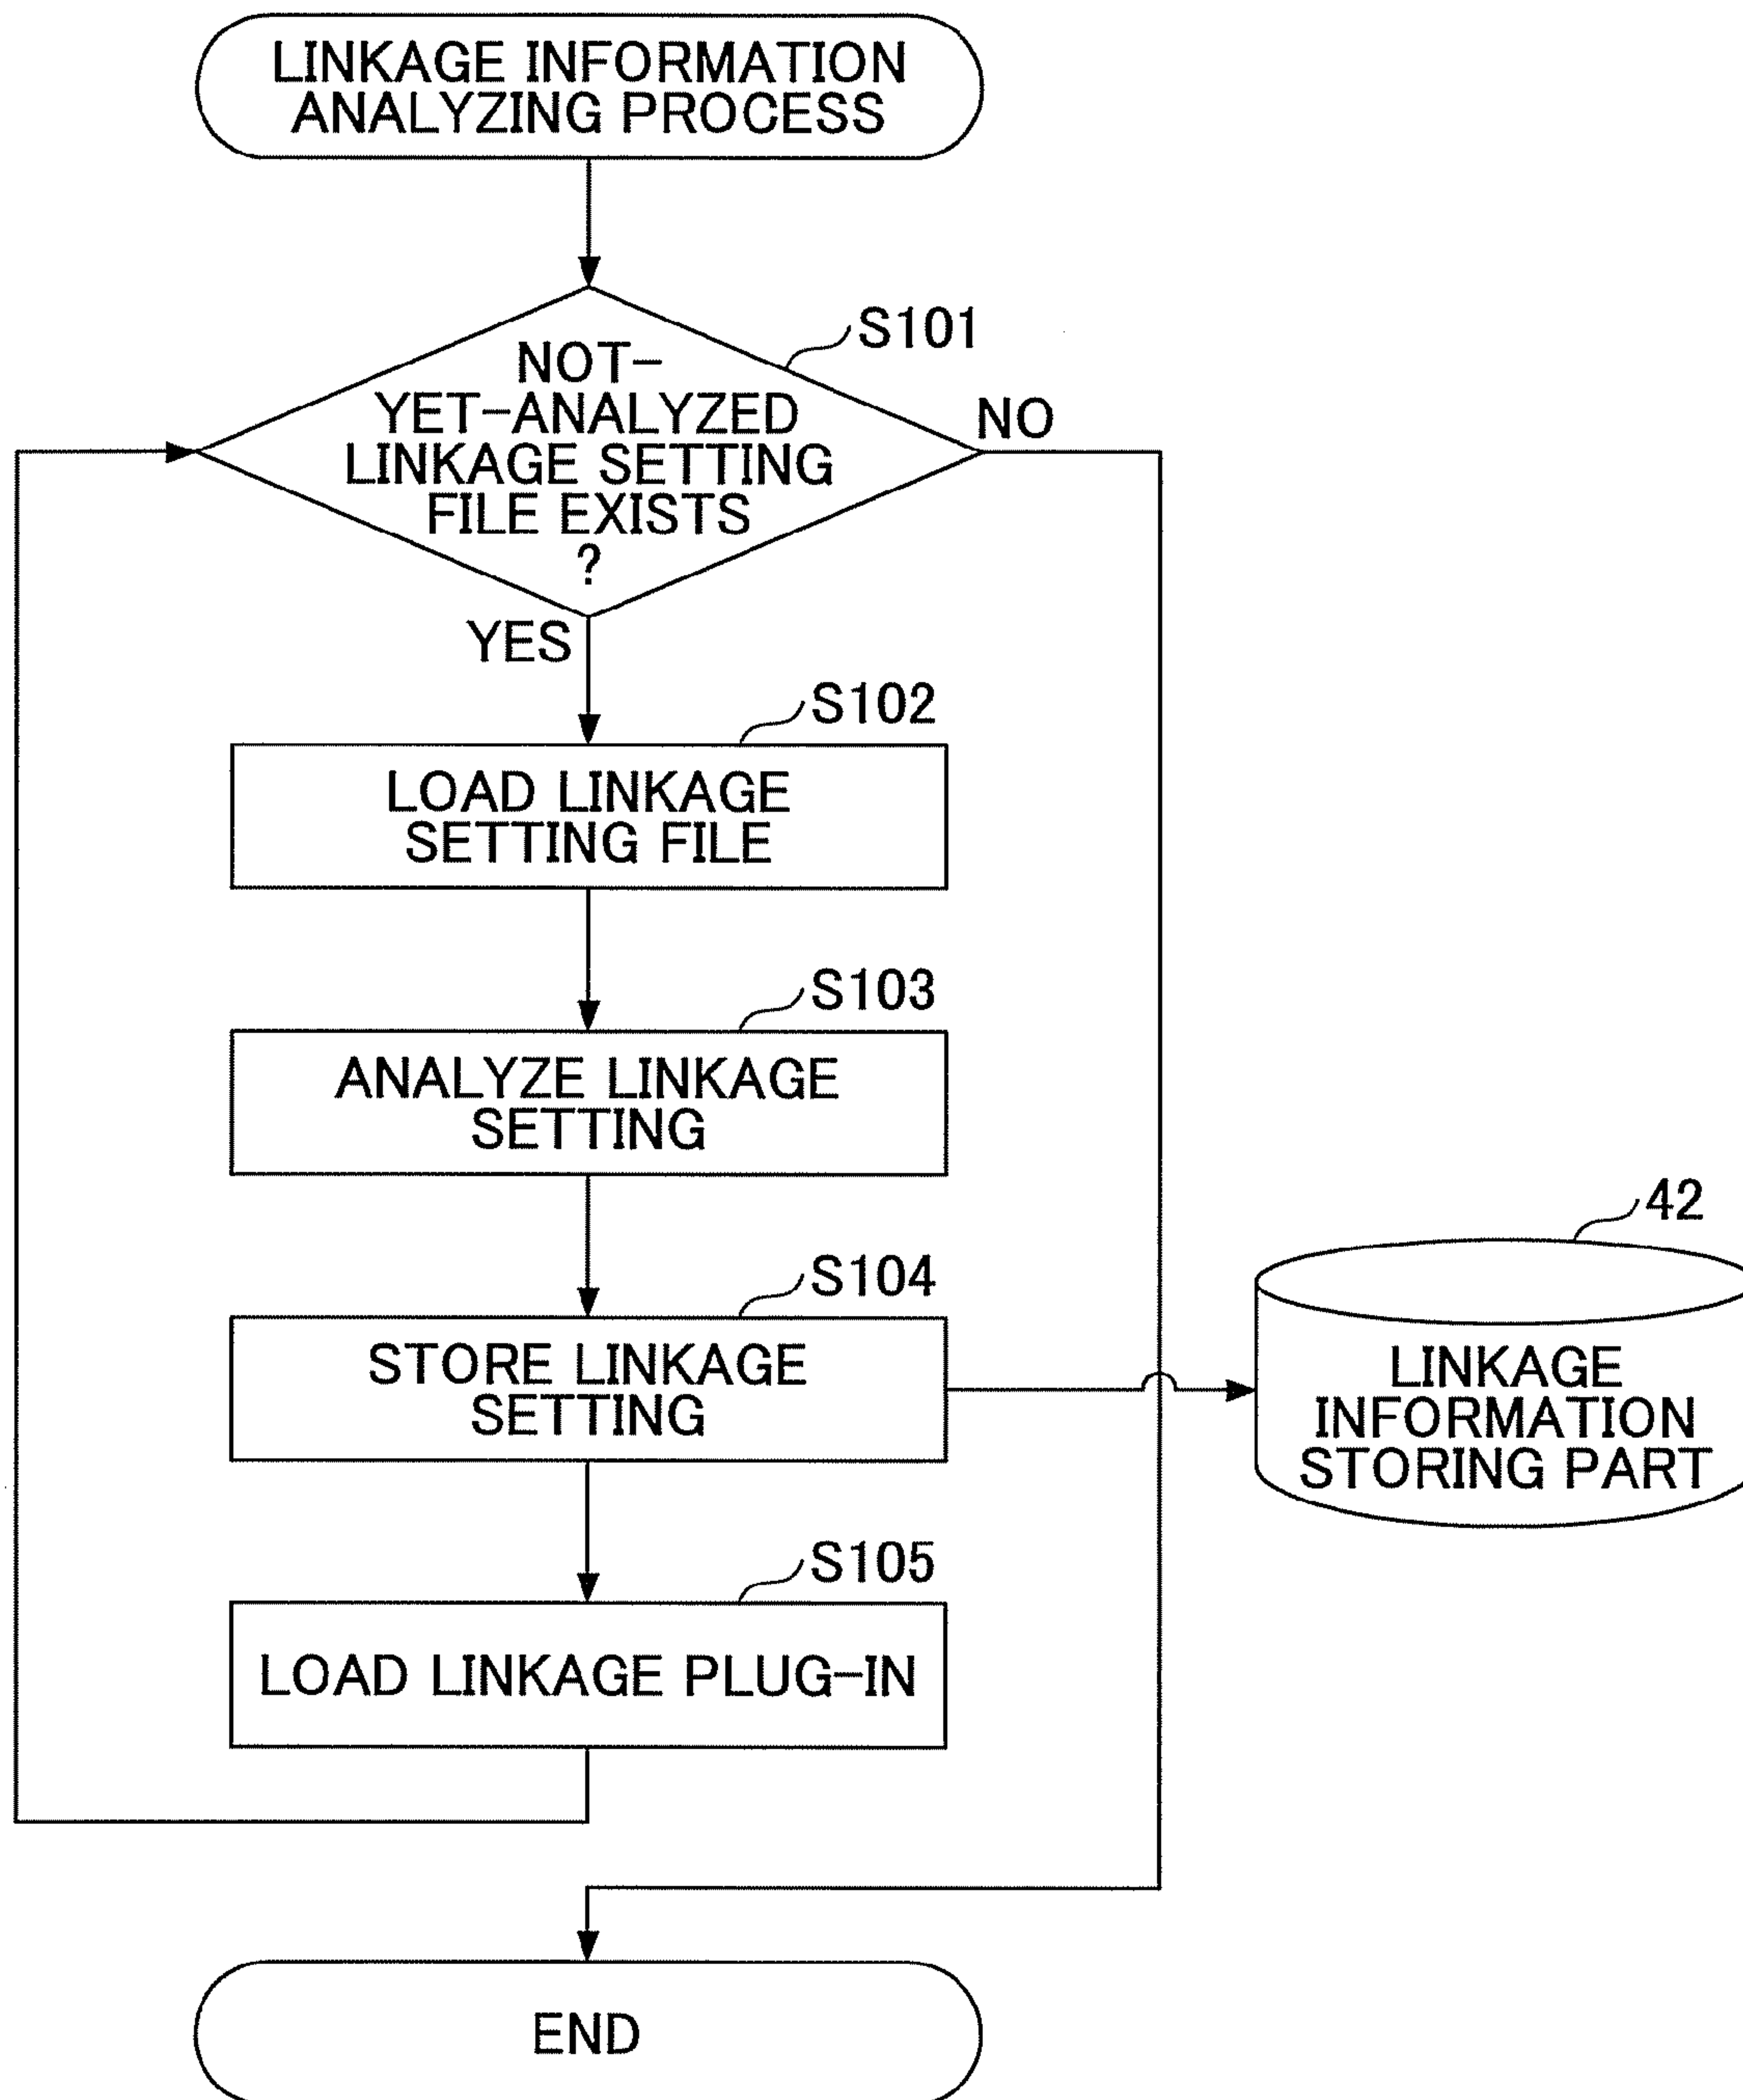 LINKAGE INFORMATION
ANALYZING PROCESS
S101
NOT-
YET-ANALYZED
LINKAGE SETTING
FILE EXISTS
?
NO
YES
S102
LOAD LINKAGE
SETTING FILE
S103
ANALYZE LINKAGE
SETTING
S104
STORE LINKAGE
SETTING
42
LINKAGE
INFORMATION
STORING PART
S105
LOAD LINKAGE PLUG-IN
END